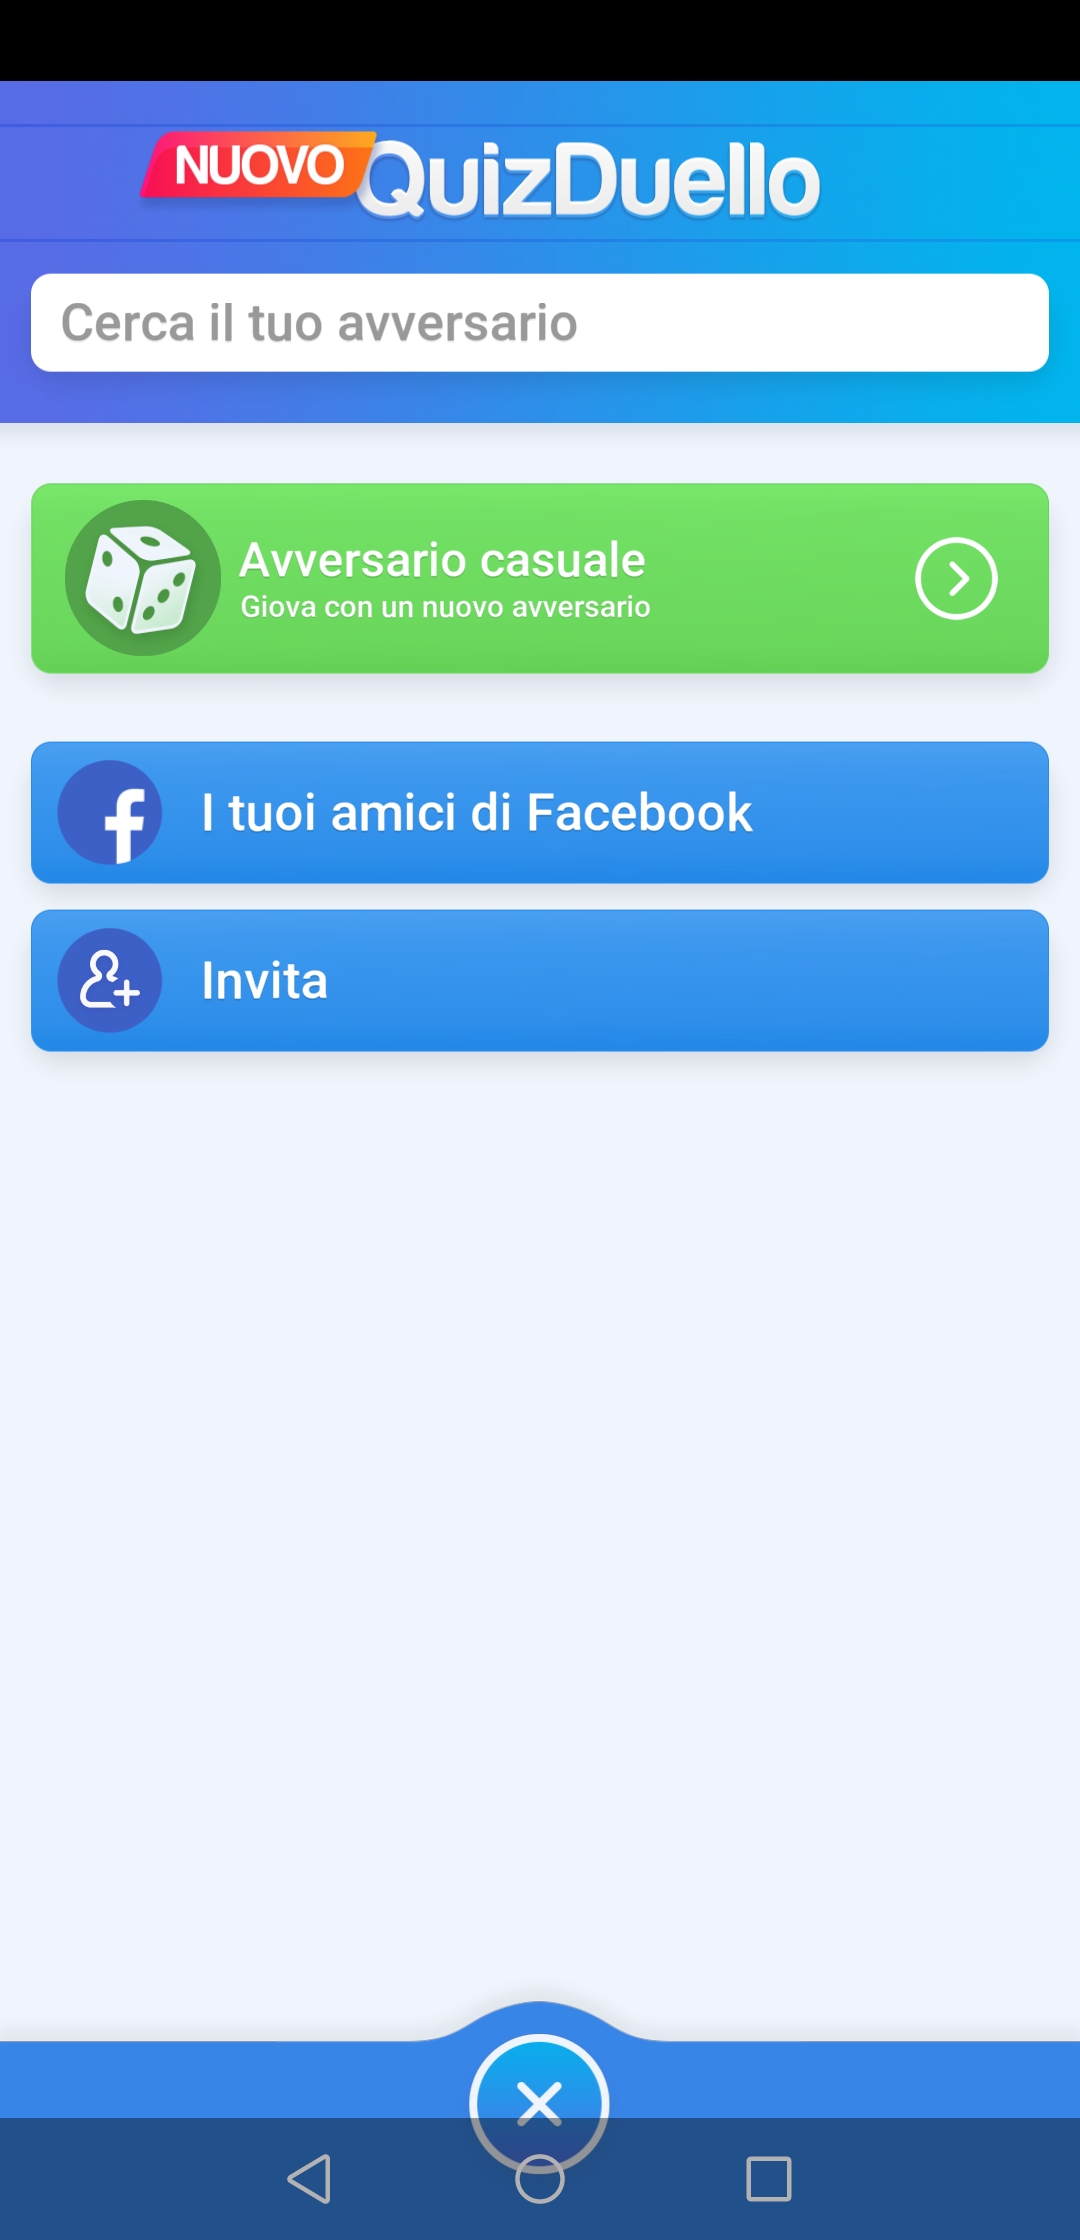 NUOVO QuizDuello
Cerca il tuo avversario
Avversario casuale
Giova con un nuovo avversario
I tuoi amici di Facebook
Invita